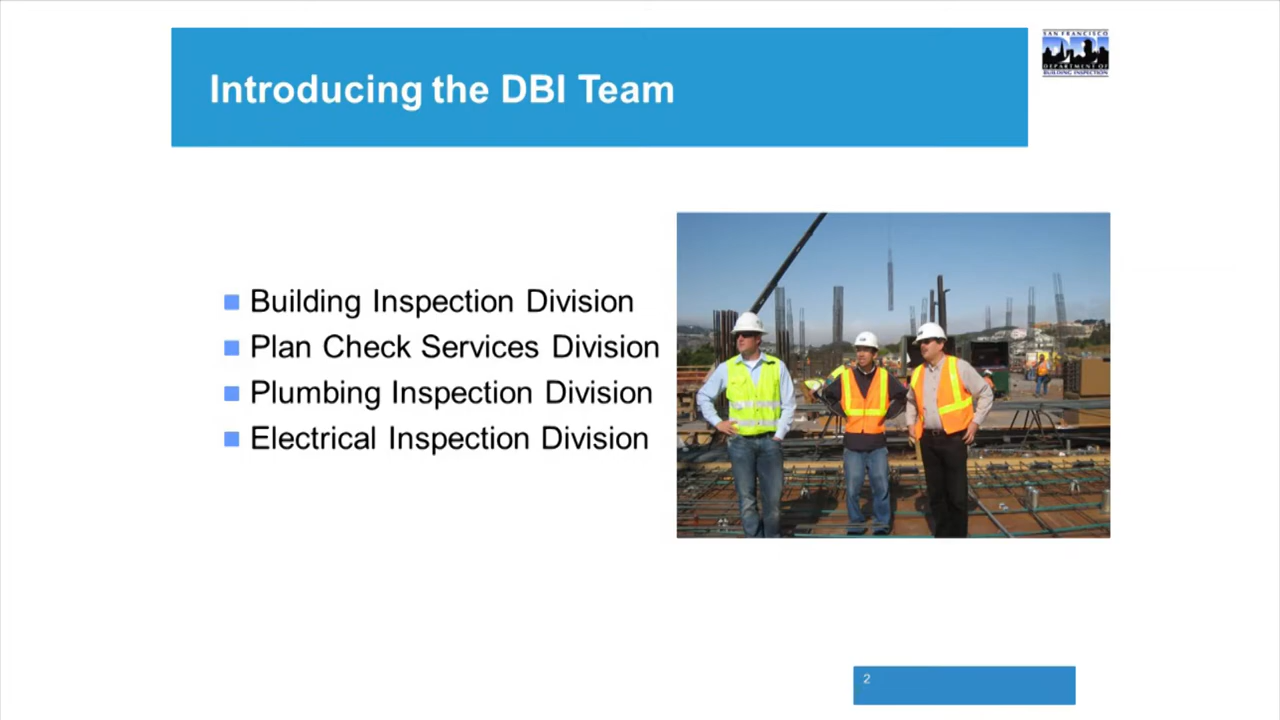 Introducing the DBI Team
SAN FRANCISCO
DBI
DEPARTMENT OF
BUILDING INSPECTION
Building Inspection Division
Plan Check Services Division
Plumbing Inspection Division
Electrical Inspection Division
2